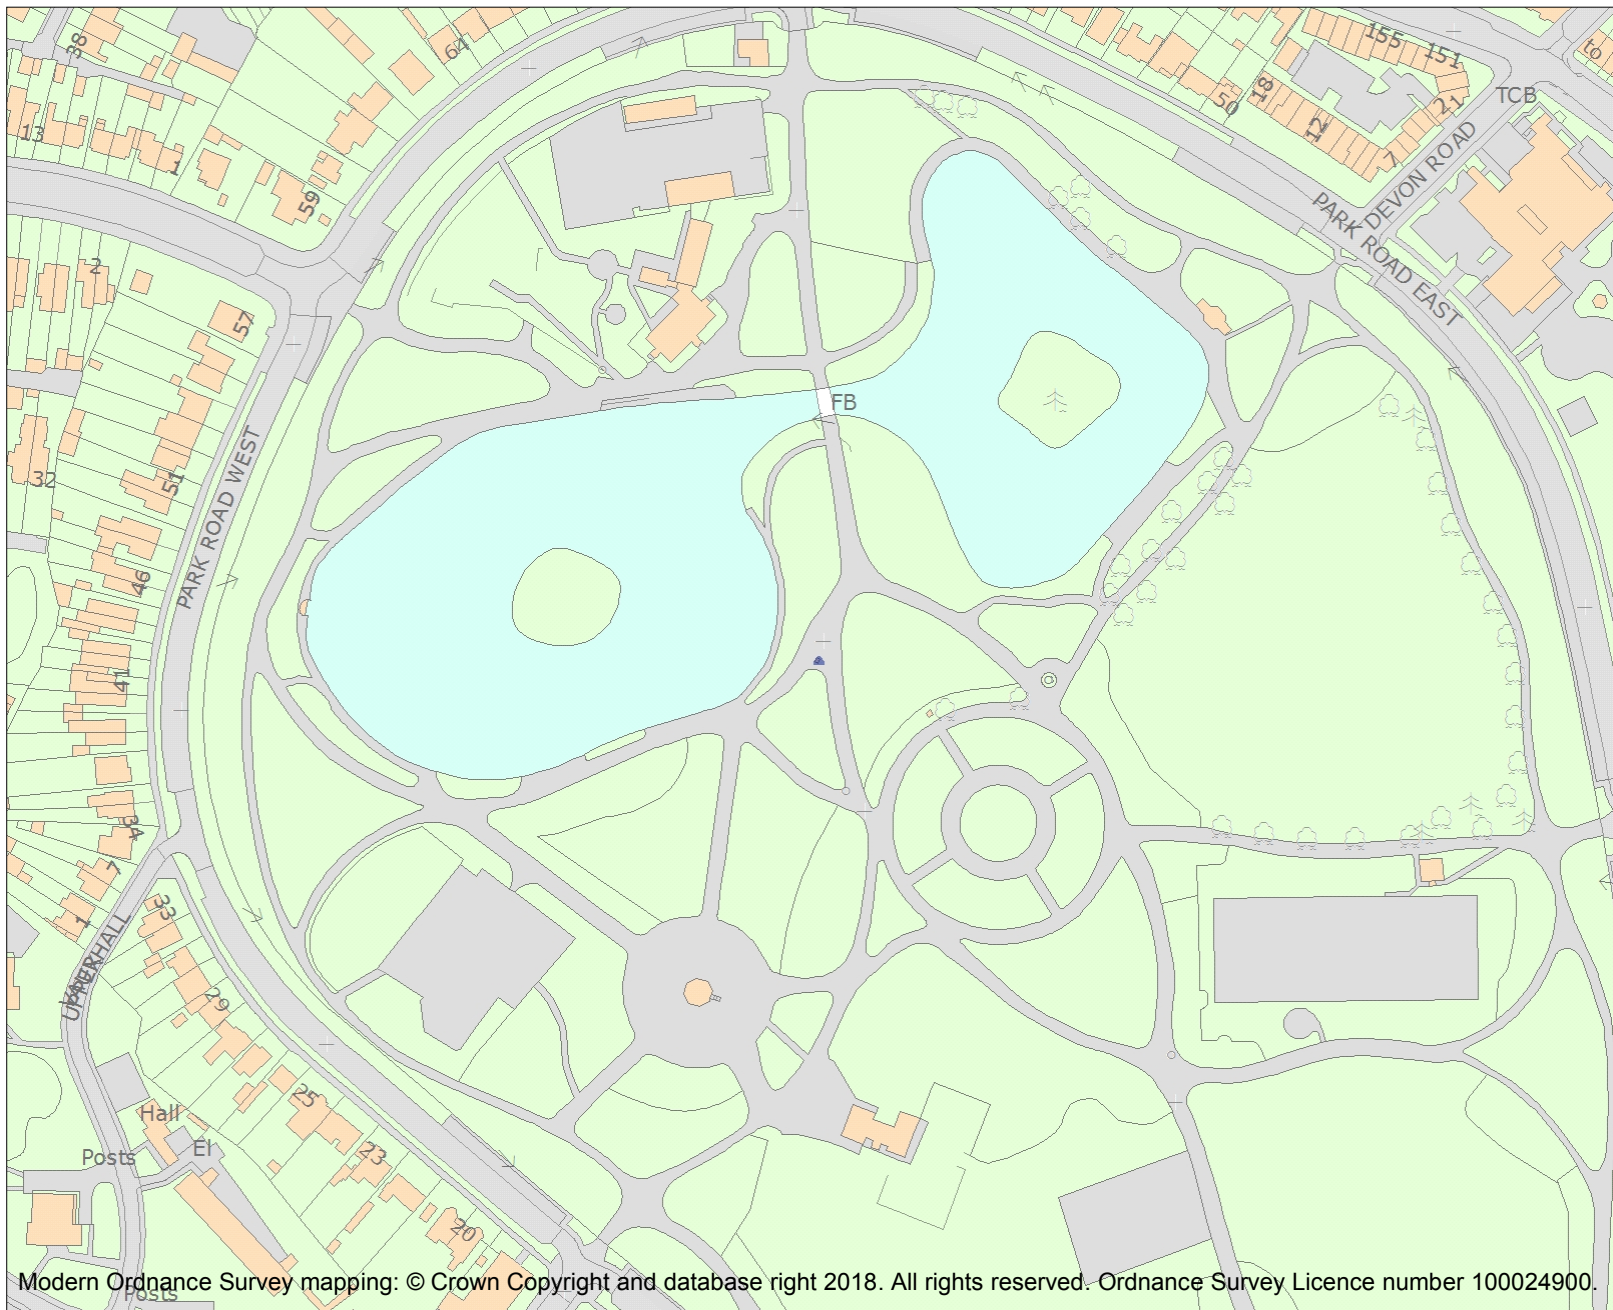 38
64
155
151
to
13
1
59
50
18
12
21
7
TCB
DEVON ROAD
PARK ROAD EAST
2
57
FB
32
51
PARK ROAD WEST
46
41
34
7
1
33
UPPERHALL
29
25
Hall
El
Posts
23
20
Posts
Modern Ordnance Survey mapping: © Crown Copyright and database right 2018. All rights reserved. Ordnance Survey Licence number 100024900.